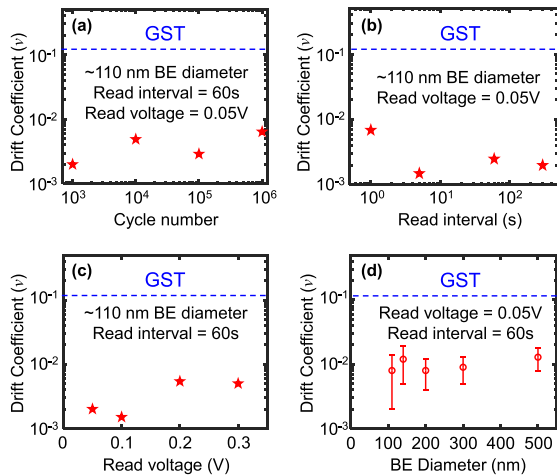 (a)
GST
~110 nm BE diameter
Read interval = 60s
Read voltage = 0.05V
Drift Coefficient (ν)
10⁻¹
10⁻²
10⁻³
10³ 10⁴ 10⁵ 10⁶
Cycle number
(b)
GST
~110 nm BE diameter
Read voltage = 0.05V
Drift Coefficient (ν)
10⁻¹
10⁻²
10⁻³
10⁰ 10¹ 10²
Read interval (s)
(c)
GST
~110 nm BE diameter
Read interval = 60s
Drift Coefficient (ν)
10⁻¹
10⁻²
10⁻³
0 0.1 0.2 0.3
Read voltage (V)
(d)
GST
Read voltage = 0.05V
Read interval = 60s
Drift Coefficient (ν)
10⁻¹
10⁻²
10⁻³
0 100 200 300 400 500
BE Diameter (nm)